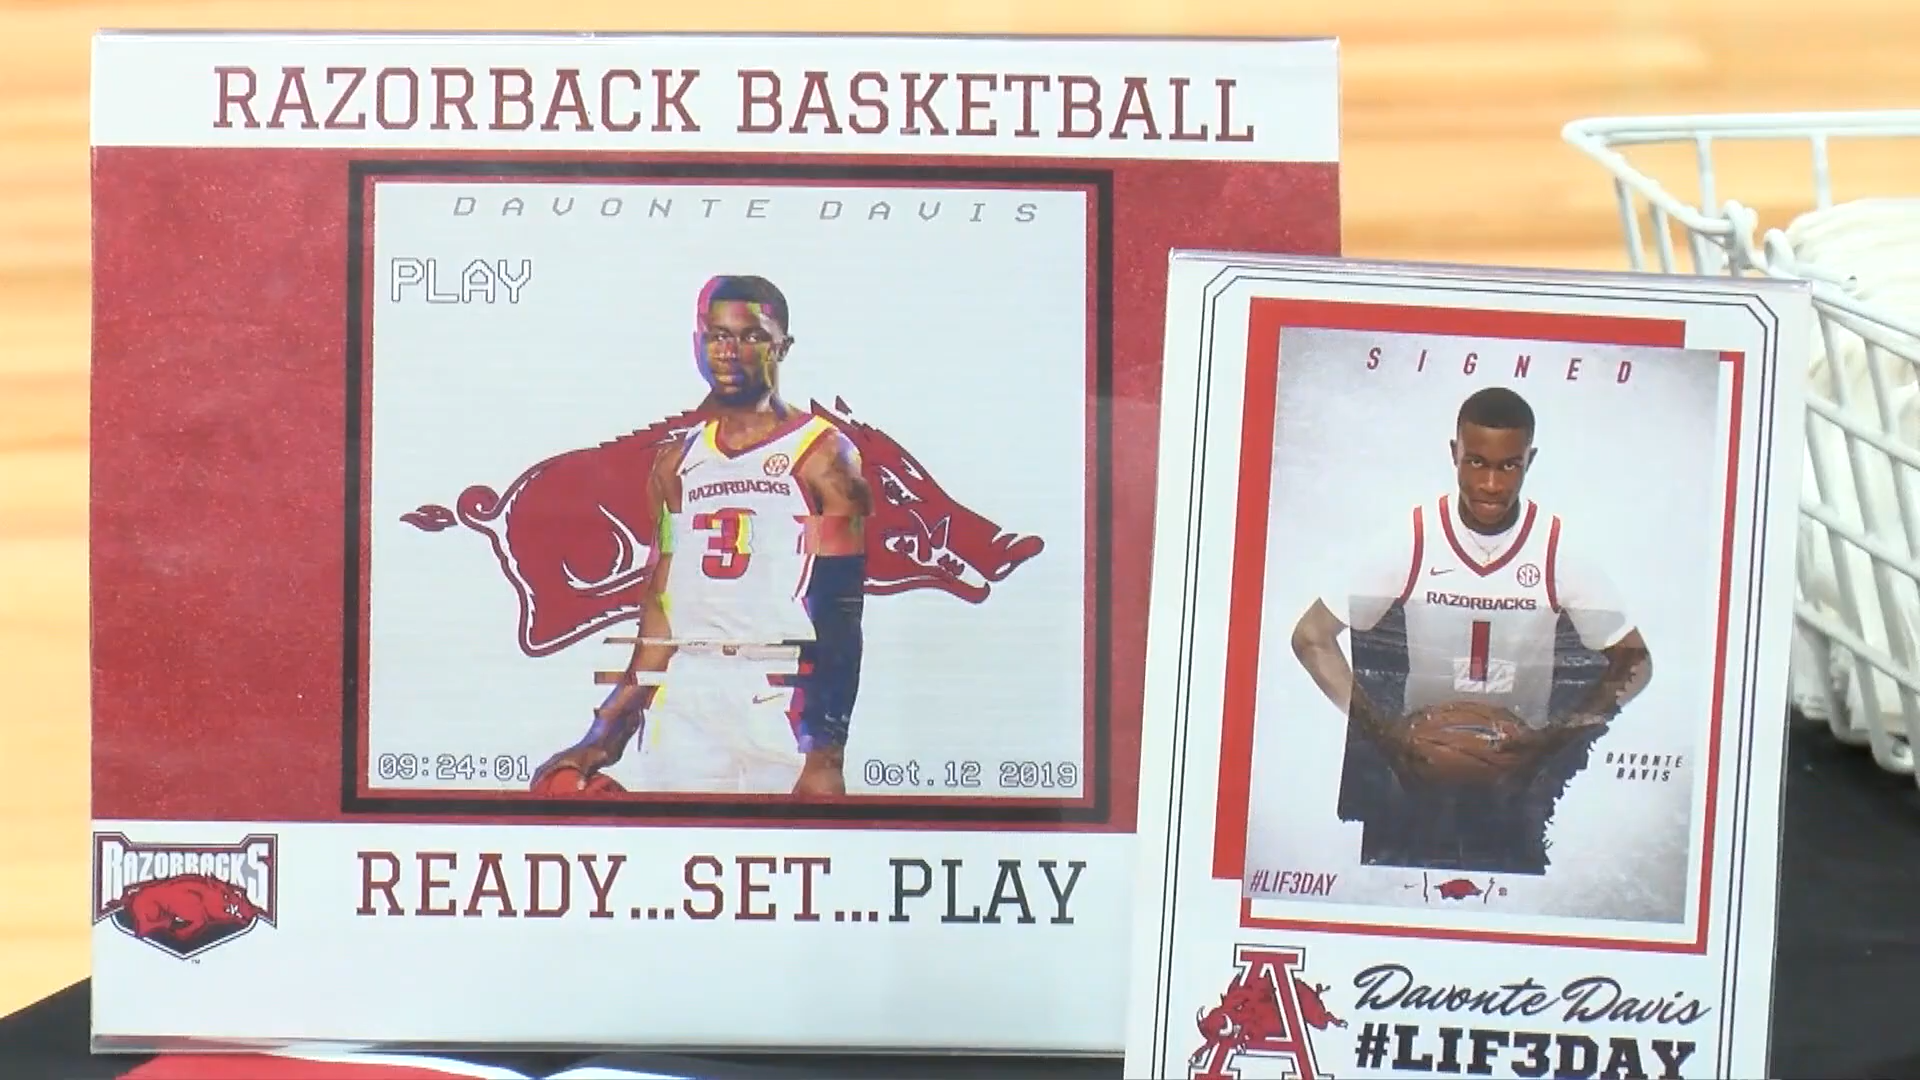 RAZORBACK BASKETBALL
DAVONTE DAVIS
PLAY
RAZORBACKS
3
09:24:01
Oct.12 2019
RAZORBACKS
READY...SET...PLAY
SIGNED
SEC
RAZORBACKS
1
DAVONTE
DAVIS
#LIF3DAY
A
Davonte Davis
#LIF3DAY